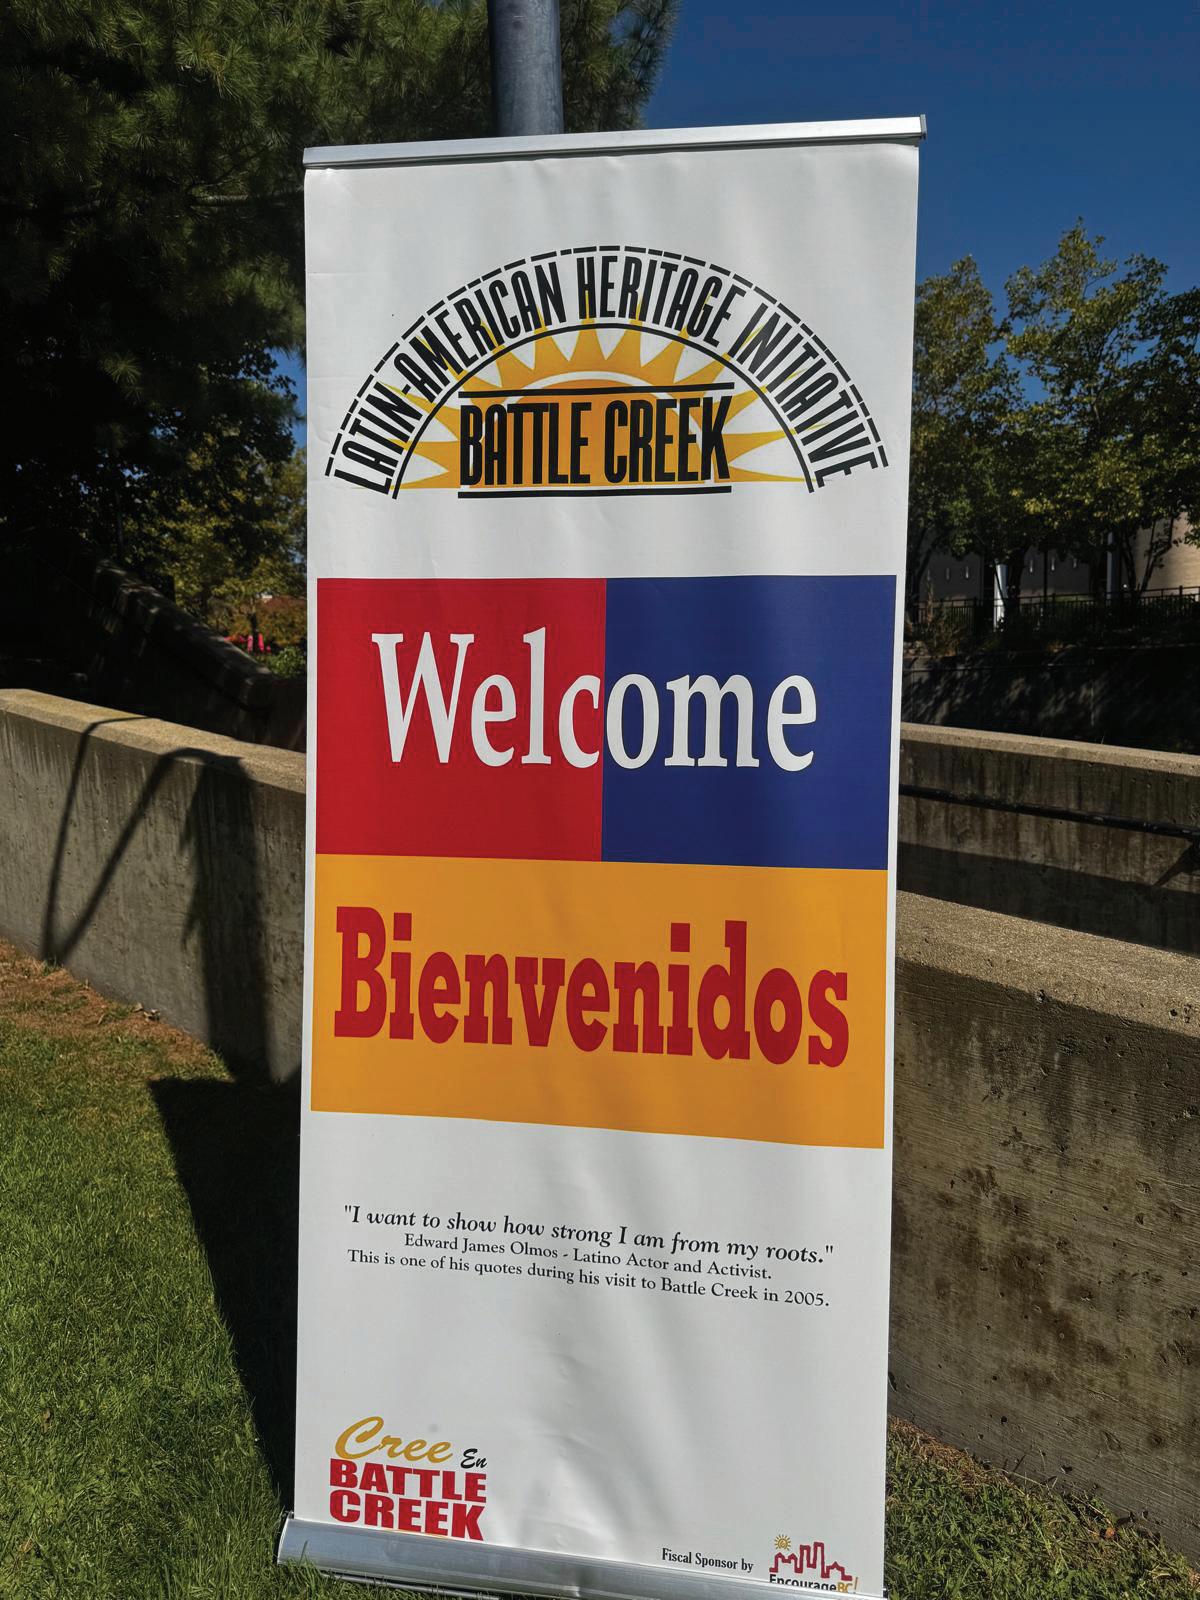 LATIN-AMERICAN HERITAGE INITIATIVE
BATTLE CREEK
Welcome
Bienvenidos
"I want to show how strong I am from my roots."
Edward James Olmos - Latino Actor and Activist.
This is one of his quotes during his visit to Battle Creek in 2005.
Cree En
BATTLE
CREEK
Fiscal Sponsor by
EncourageBC!